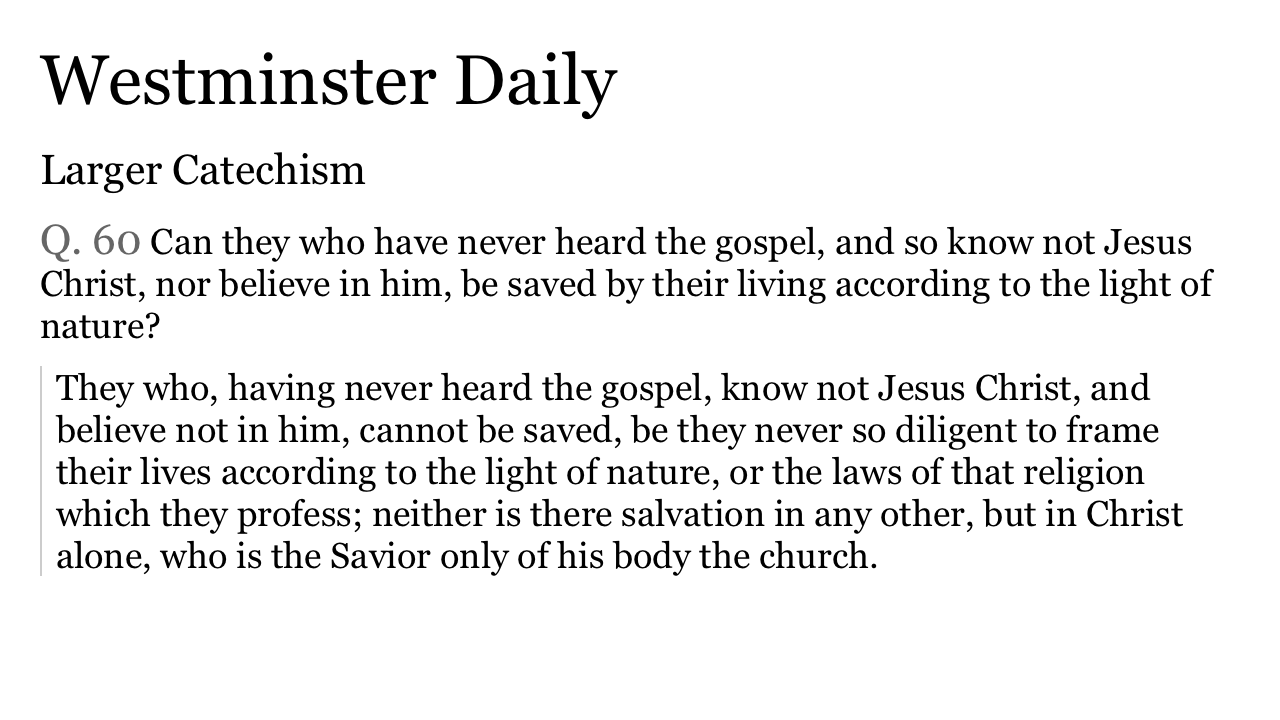 Westminster Daily
Larger Catechism
Q. 60 Can they who have never heard the gospel, and so know not Jesus
Christ, nor believe in him, be saved by their living according to the light of
nature?
They who, having never heard the gospel, know not Jesus Christ, and
believe not in him, cannot be saved, be they never so diligent to frame
their lives according to the light of nature, or the laws of that religion
which they profess; neither is there salvation in any other, but in Christ
alone, who is the Savior only of his body the church.